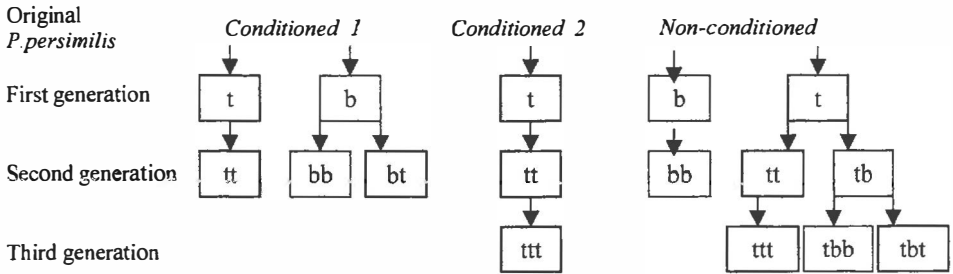 Original
P.persimilis
Conditioned 1 Conditioned 2 Non-conditioned
First generation t b t b t
Second generation tt bb bt tt bb tt tb
Third generation ttt ttt tbb tbt